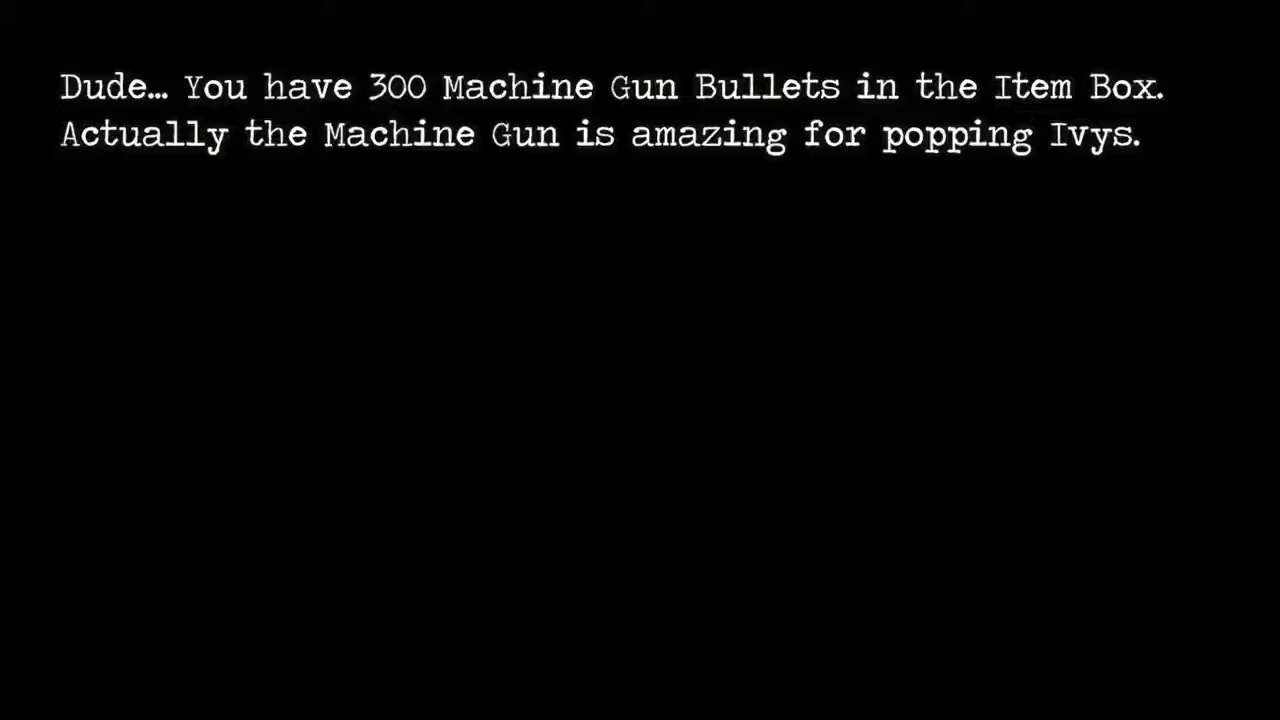 Dude… You have 300 Machine Gun Bullets in the Item Box.
Actually the Machine Gun is amazing for popping Ivys.